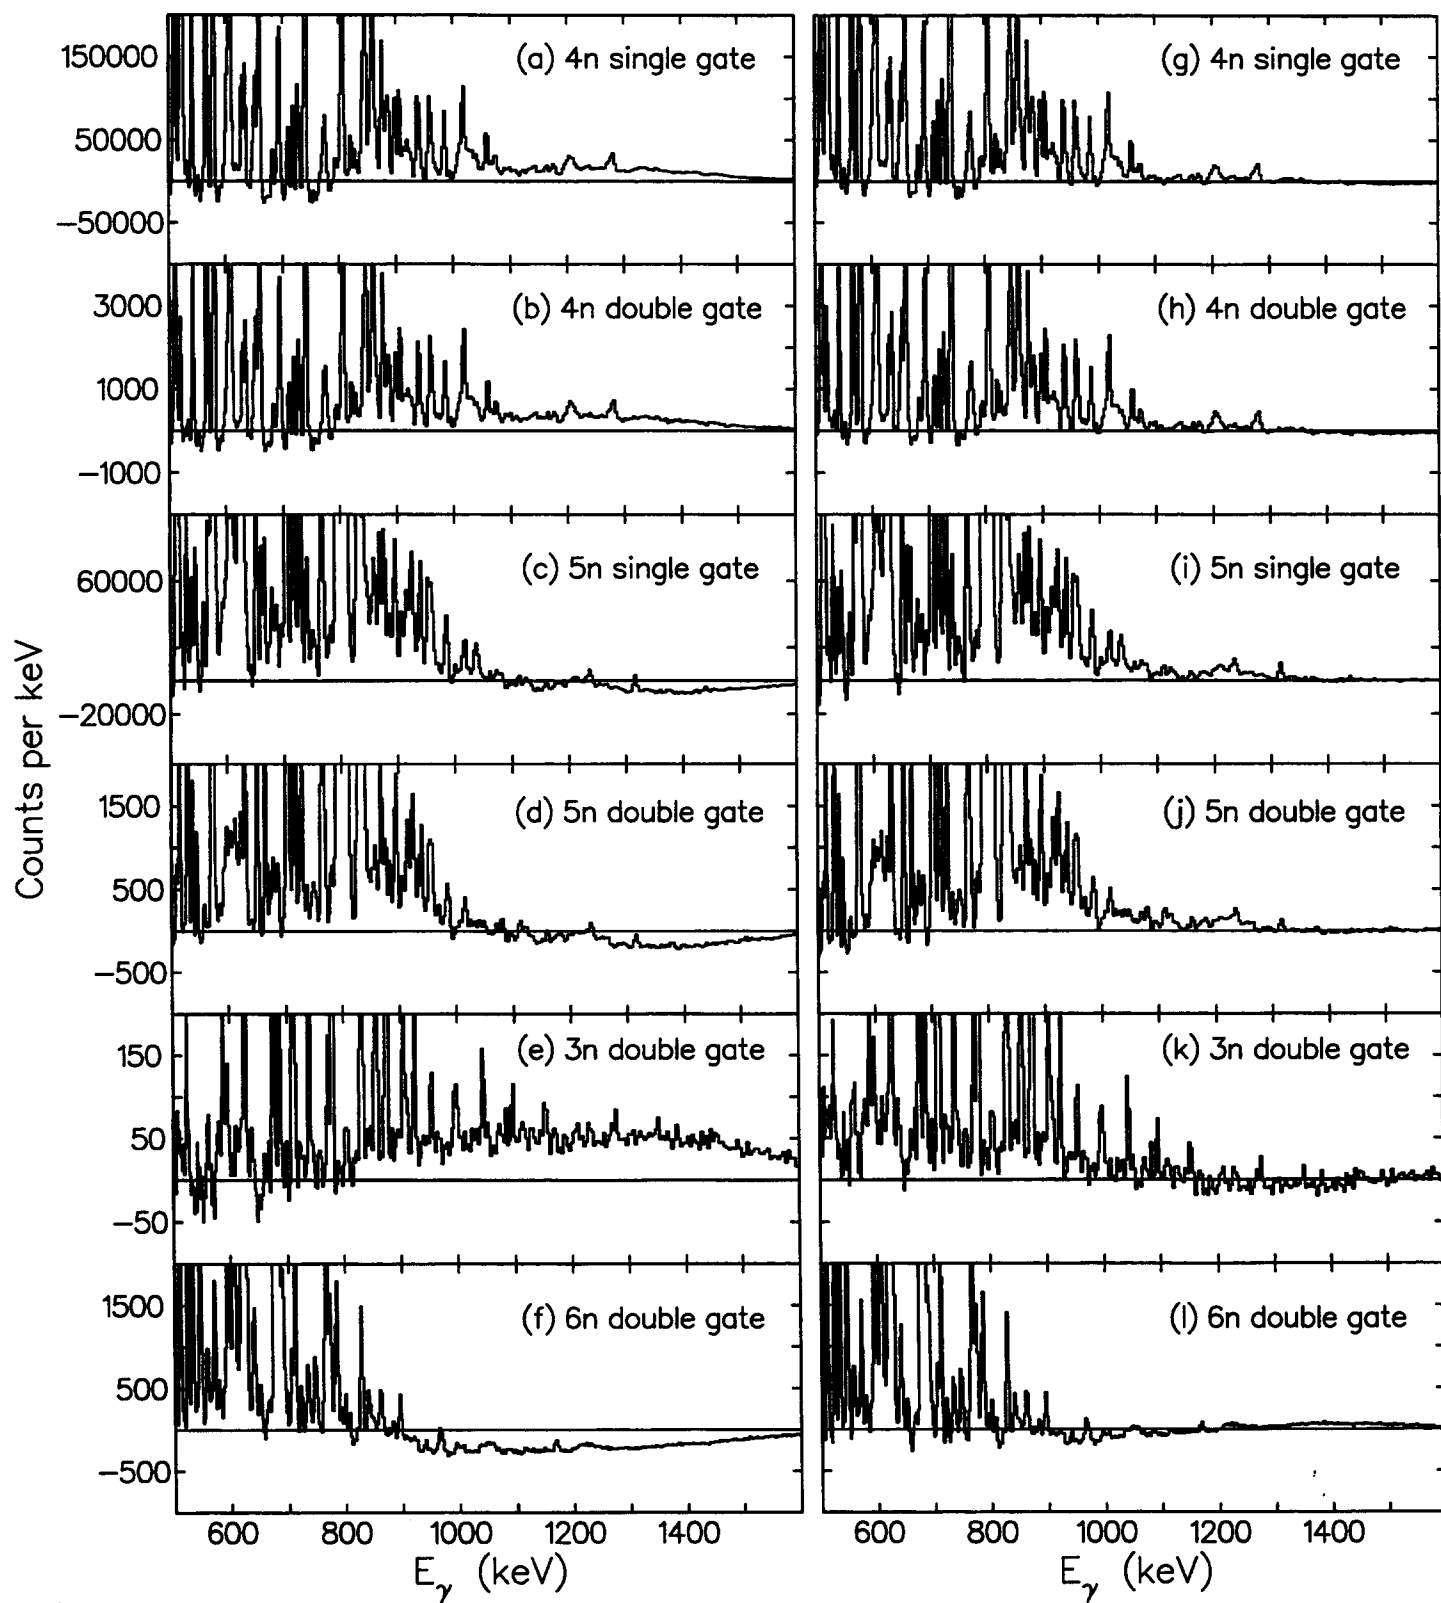 (a) 4n single gate
150000
50000
−50000
(b) 4n double gate
3000
1000
−1000
(c) 5n single gate
60000
−20000
(d) 5n double gate
1500
500
−500
(e) 3n double gate
150
50
−50
(f) 6n double gate
1500
500
−500
600 800 1000 1200 1400
Eγ (keV)
Counts per keV
(g) 4n single gate
(h) 4n double gate
(i) 5n single gate
(j) 5n double gate
(k) 3n double gate
(l) 6n double gate
600 800 1000 1200 1400
Eγ (keV)